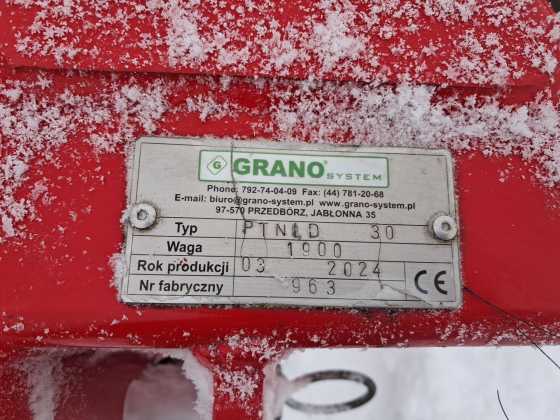 GRANO SYSTEM
Phone: 792-74-04-09 Fax: (44) 781-20-68
E-mail: biuro@grano-system.pl www.grano-system.pl
97-570 PRZEDBÓRZ, JABŁONNA 35
Typ PTNLD 30
Waga 1900
Rok produkcji 03 2024
Nr fabryczny 963 CE